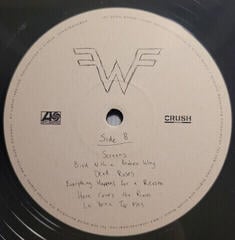 Side B
CRUSH
Screens
Bird With a Broken Wing
Dead Roses
Everything Happens for a Reason
Here Comes the Rain
La Brea Tar Pits